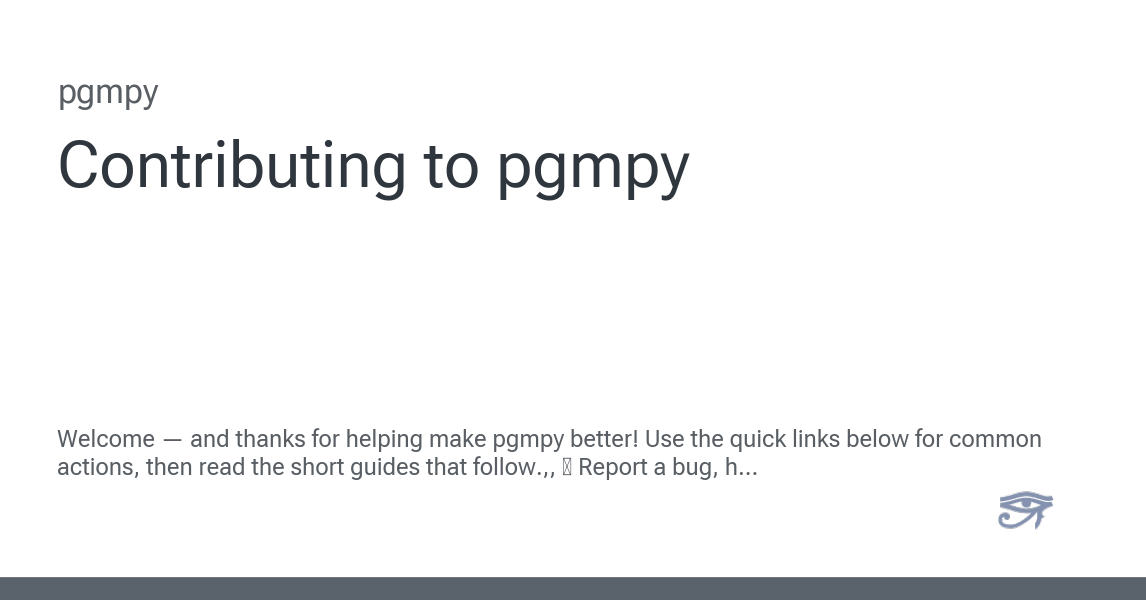 pgmpy
Contributing to pgmpy
Welcome — and thanks for helping make pgmpy better! Use the quick links below for common
actions, then read the short guides that follow.,, Report a bug, h...